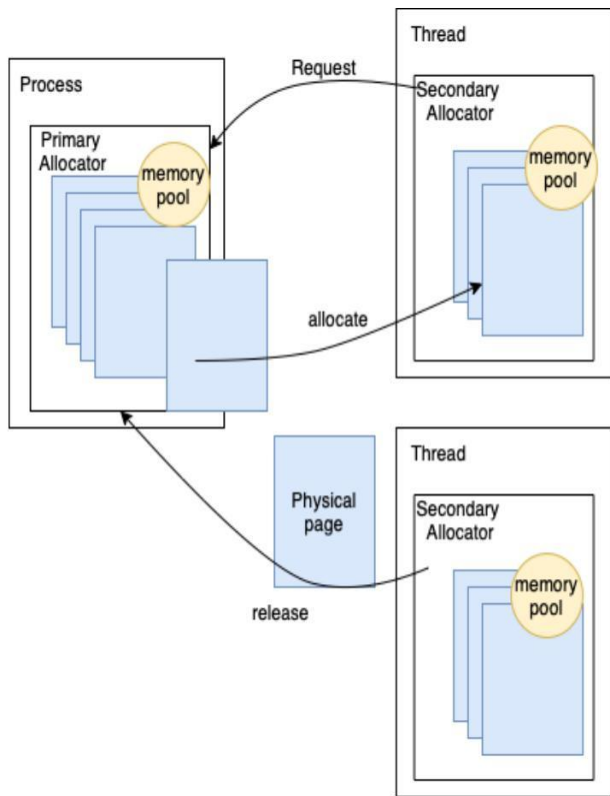 Process
Primary
Allocator
memory
pool
Request
Thread
Secondary
Allocator
memory
pool
allocate
Physical
page
release
Thread
Secondary
Allocator
memory
pool